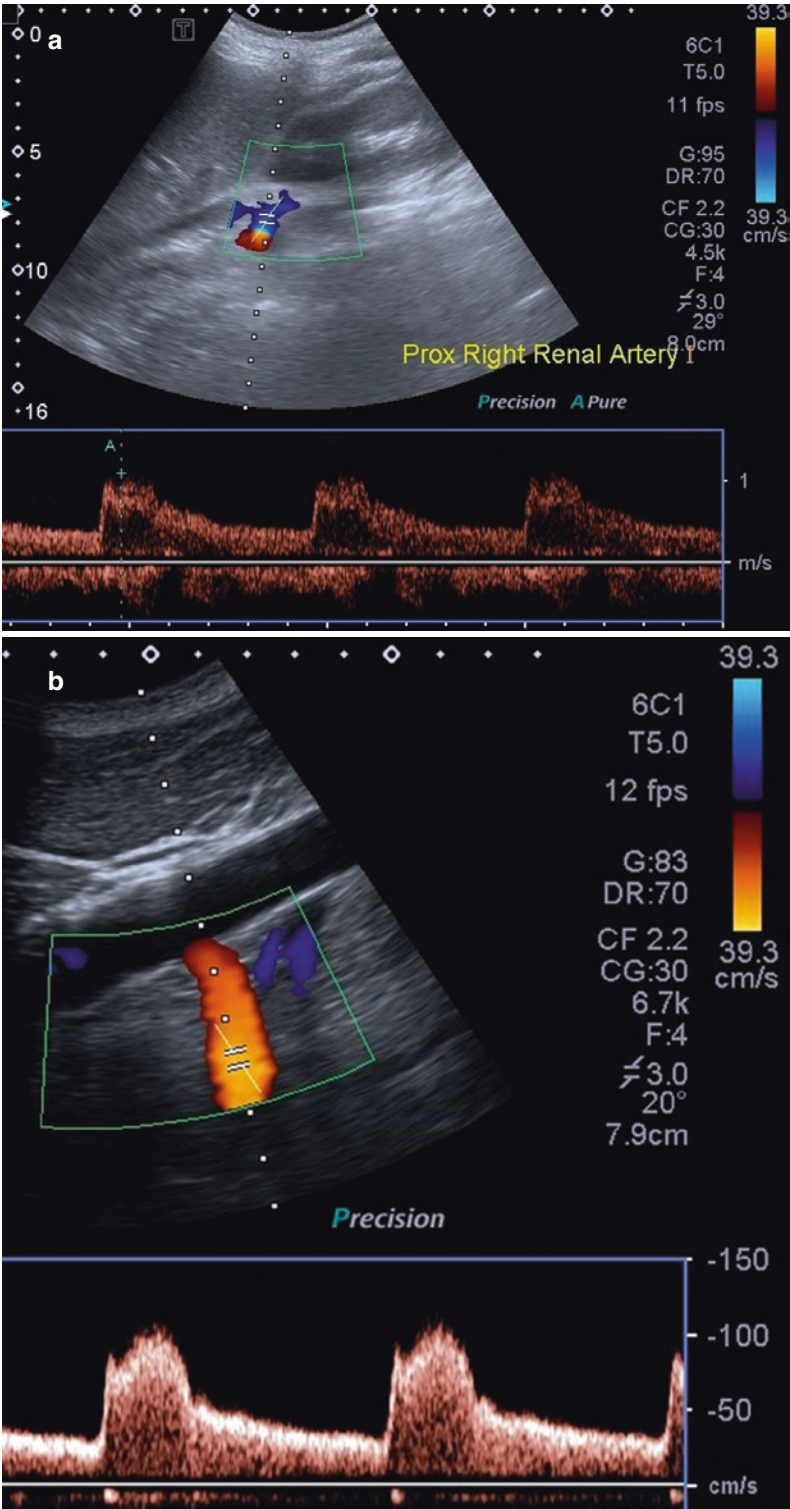 a
T
0
5
10
16
39.3
6C1
T5.0
11 fps
G:95
DR:70
CF 2.2
CG:30
4.5k
F:4
3.0
29°
8.0cm
39.3
cm/s
Prox Right Renal Artery
Precision A Pure
A
1
m/s
b
39.3
6C1
T5.0
12 fps
G:83
DR:70
CF 2.2
CG:30
6.7k
F:4
3.0
20°
7.9cm
39.3
cm/s
Precision
-150
-100
-50
cm/s